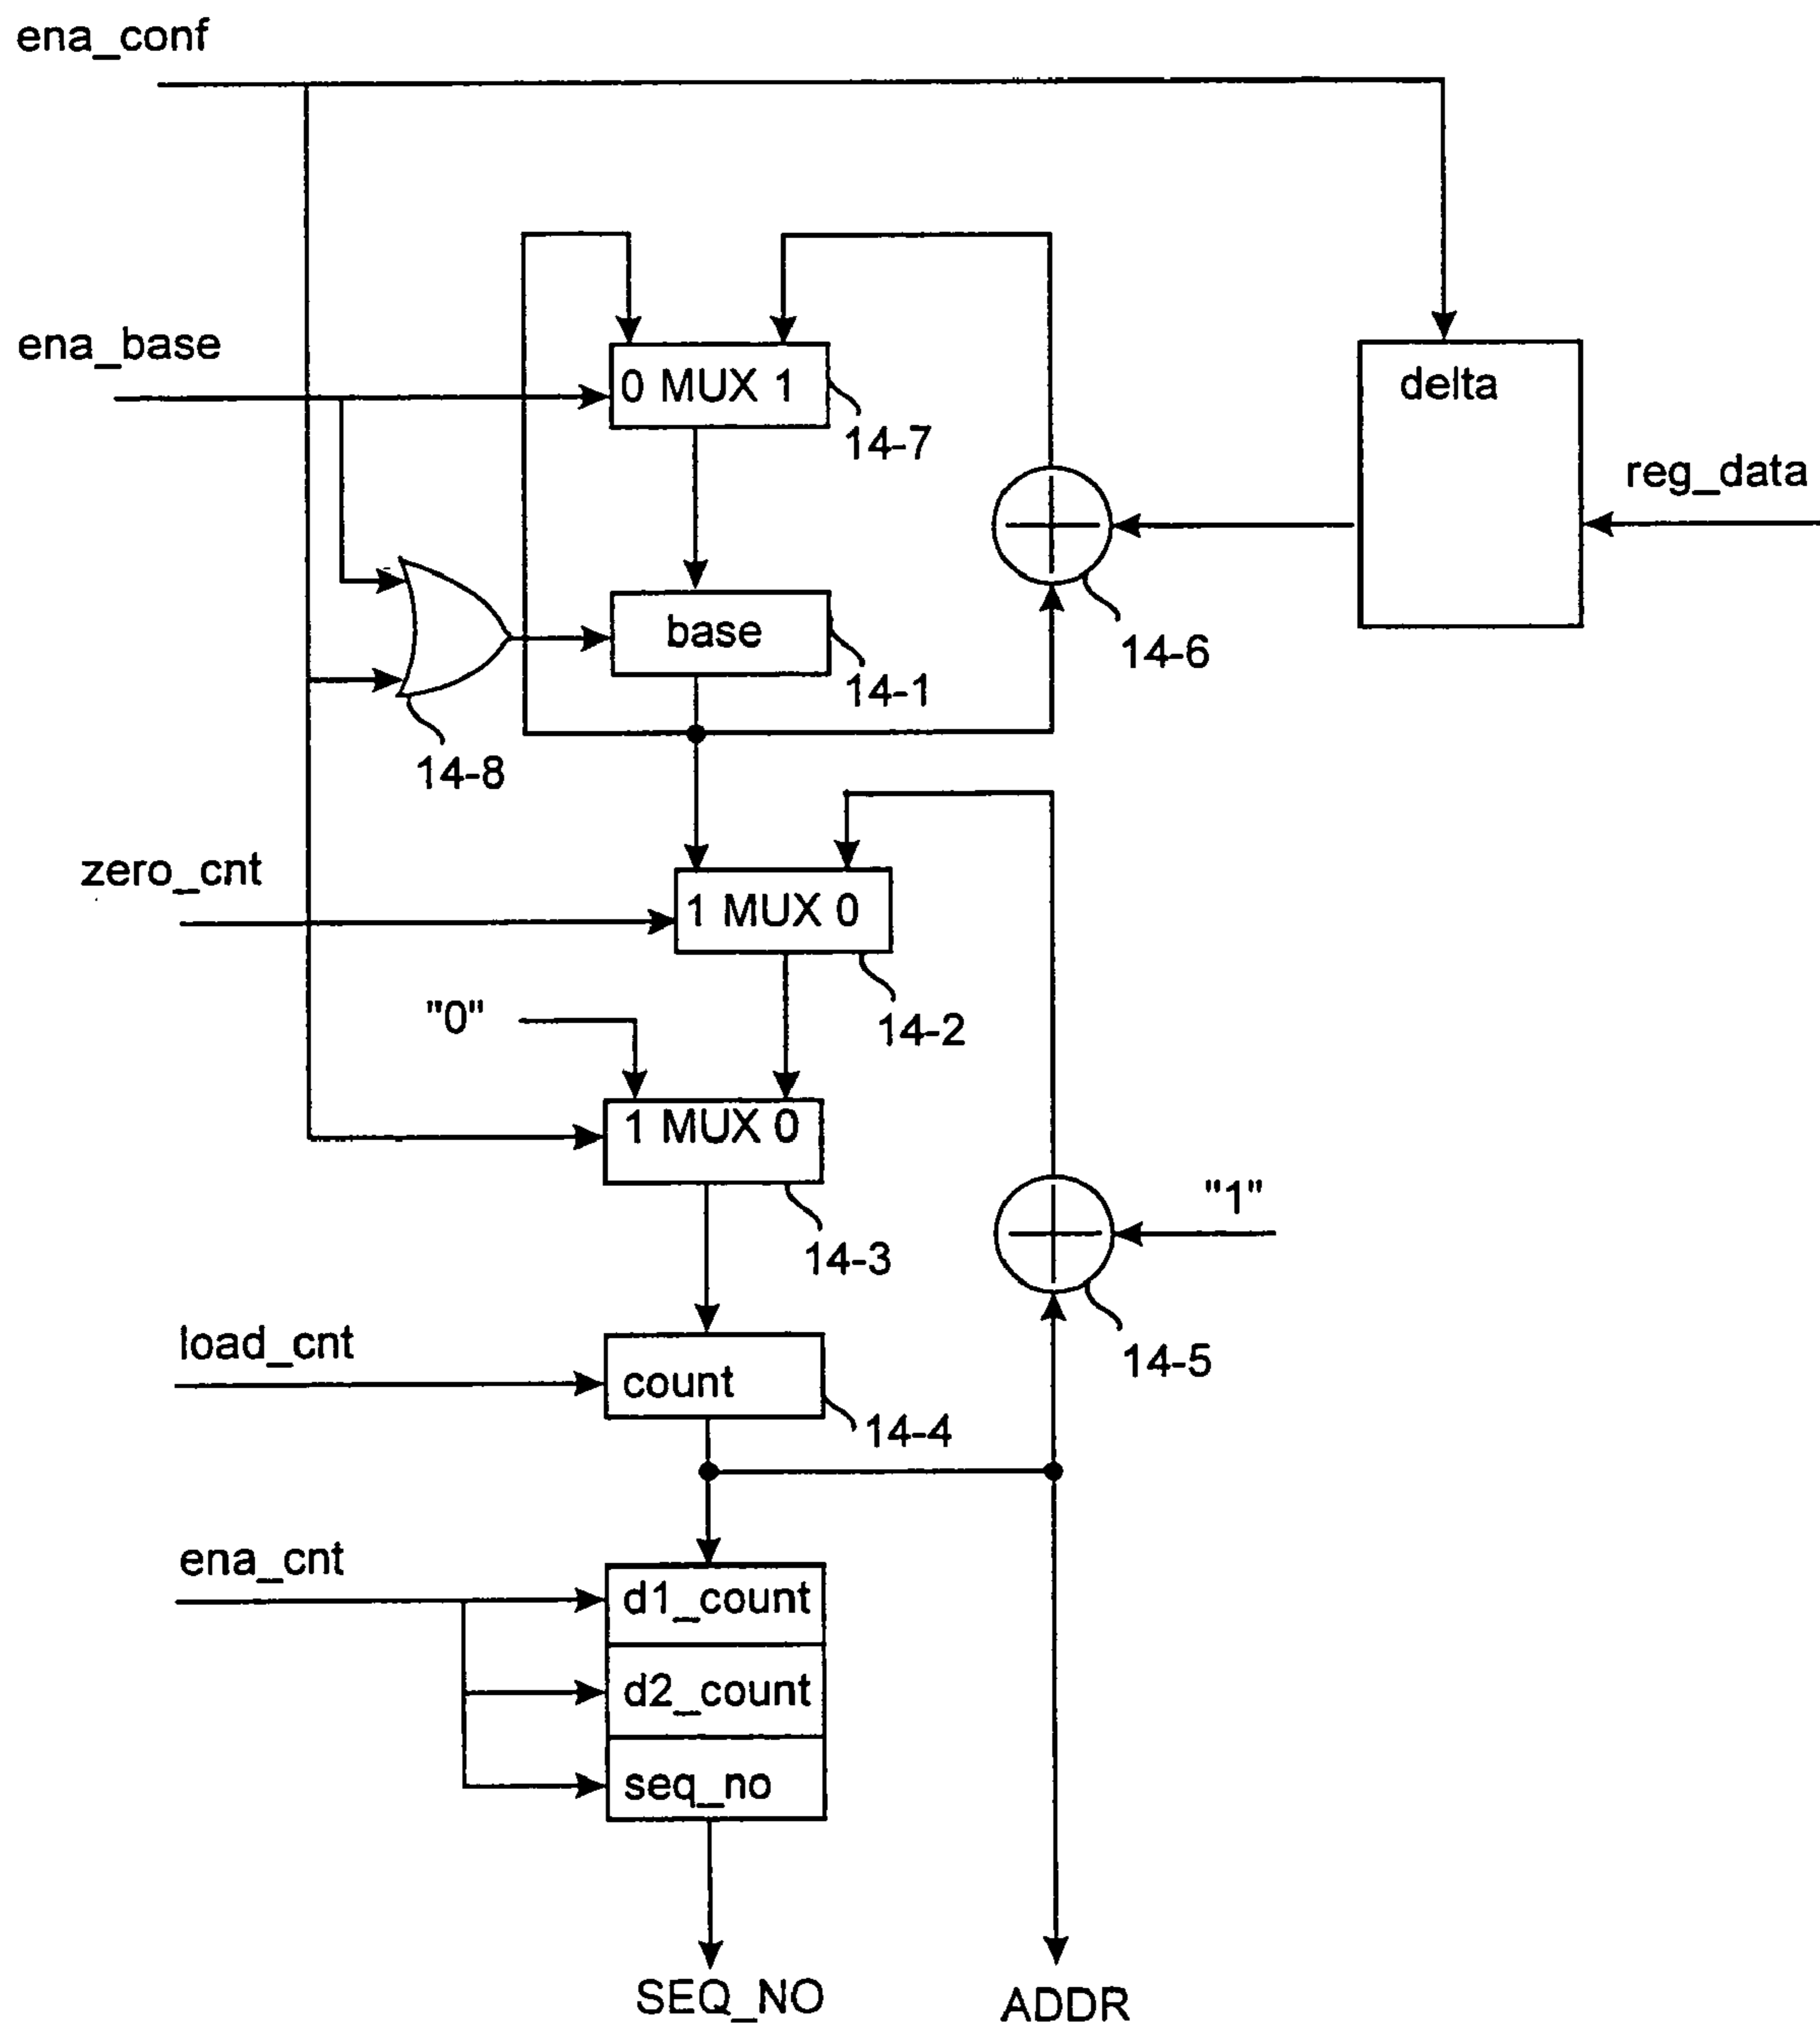 ena_conf
ena_base
0 MUX 1
14-7
delta
reg_data
base
14-6
14-1
14-8
zero_cnt
1 MUX 0
"0"
14-2
1 MUX 0
"1"
14-3
load_cnt
14-5
count
14-4
ena_cnt
d1_count
d2_count
seq_no
SEQ_NO
ADDR